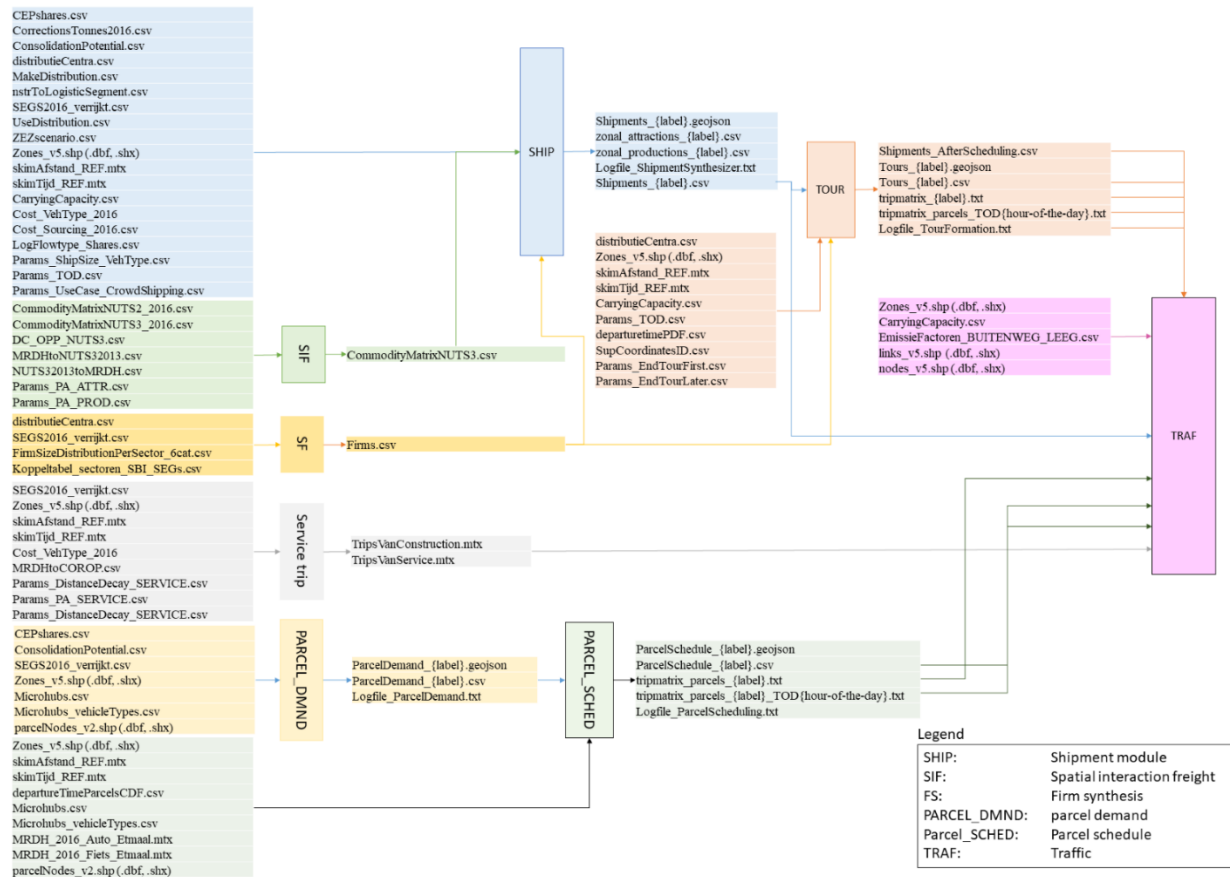 CEPshares.csv
CorrectionsTonnes2016.csv
ConsolidationPotential.csv
distributieCentra.csv
MakeDistribution.csv
nstrToLogisticSegment.csv
SEGS2016_verrijkt.csv
UseDistribution.csv
ZEZscenario.csv
Zones_v5.shp (.dbf, .shx)
skimAfstand_REF.mtx
skimTijd_REF.mtx
CarryingCapacity.csv
Cost_VehType_2016
Cost_Sourcing_2016.csv
LogFlowtype_Shares.csv
Params_ShipSize_VehType.csv
Params_TOD.csv
Params_UseCase_CrowdShipping.csv
SHIP
Shipments_{label}.geojson
zonal_attractions_{label}.csv
zonal_productions_{label}.csv
Logfile_ShipmentSynthesizer.txt
Shipments_{label}.csv
TOUR
Shipments_AfterScheduling.csv
Tours_{label}.geojson
Tours_{label}.csv
tripmatrix_{label}.txt
tripmatrix_parcels_TOD{hour-of-the-day}.txt
Logfile_TourFormation.txt
distributieCentra.csv
Zones_v5.shp (.dbf, .shx)
skimAfstand_REF.mtx
skimTijd_REF.mtx
CarryingCapacity.csv
Params_TOD.csv
departuretimePDF.csv
SupCoordinatesID.csv
Params_EndTourFirst.csv
Params_EndTourLater.csv
Zones_v5.shp (.dbf, .shx)
CarryingCapacity.csv
EmissieFactoren_BUITENWEG_LEEG.csv
links_v5.shp (.dbf, .shx)
nodes_v5.shp (.dbf, .shx)
TRAF
CommodityMatrixNUTS2_2016.csv
CommodityMatrixNUTS3_2016.csv
DC_OPP_NUTS3.csv
MRDHtoNUTS32013.csv
NUTS32013toMRDH.csv
Params_PA_ATTR.csv
Params_PA_PROD.csv
SIF
CommodityMatrixNUTS3.csv
distributieCentra.csv
SEGS2016_verrijkt.csv
FirmSizeDistributionPerSector_6cat.csv
Koppeltabel_sectoren_SBI_SEGs.csv
SF
Firms.csv
SEGS2016_verrijkt.csv
Zones_v5.shp (.dbf, .shx)
skimAfstand_REF.mtx
skimTijd_REF.mtx
Cost_VehType_2016
MRDHtoCOROP.csv
Params_DistanceDecay_SERVICE.csv
Params_PA_SERVICE.csv
Params_DistanceDecay_SERVICE.csv
Service trip
TripsVanConstruction.mtx
TripsVanService.mtx
CEPshares.csv
ConsolidationPotential.csv
SEGS2016_verrijkt.csv
Zones_v5.shp (.dbf, .shx)
Microhubs.csv
Microhubs_vehicleTypes.csv
parcelNodes_v2.shp (.dbf, .shx)
PARCEL_DMND
ParcelDemand_{label}.geojson
ParcelDemand_{label}.csv
Logfile_ParcelDemand.txt
PARCEL_SCHED
ParcelSchedule_{label}.geojson
ParcelSchedule_{label}.csv
tripmatrix_parcels_{label}.txt
tripmatrix_parcels_{label}_TOD{hour-of-the-day}.txt
Logfile_ParcelScheduling.txt
Zones_v5.shp (.dbf, .shx)
skimAfstand_REF.mtx
skimTijd_REF.mtx
departureTimeParcelsCDF.csv
Microhubs.csv
Microhubs_vehicleTypes.csv
MRDH_2016_Auto_Etmaal.mtx
MRDH_2016_Fiets_Etmaal.mtx
parcelNodes_v2.shp (.dbf, .shx)
Legend
SHIP: Shipment module
SIF: Spatial interaction freight
FS: Firm synthesis
PARCEL_DMND: parcel demand
Parcel_SCHED: Parcel schedule
TRAF: Traffic